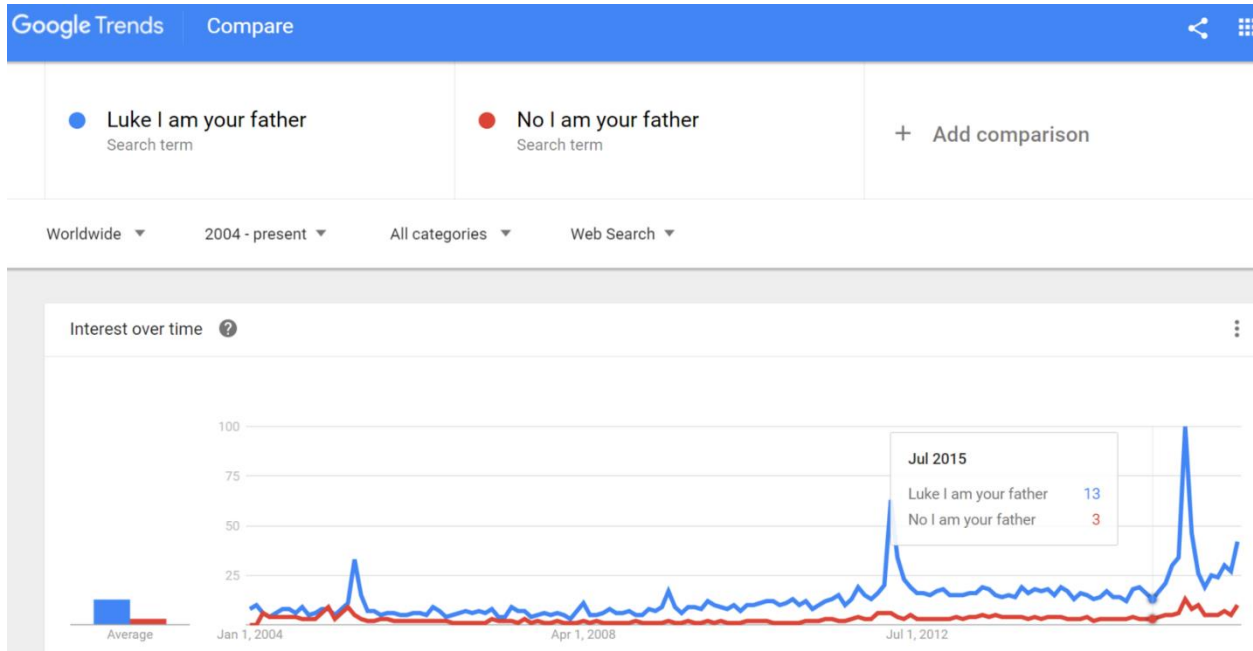 Google Trends Compare
Luke I am your father
Search term
No I am your father
Search term
+ Add comparison
Worldwide
2004 - present
All categories
Web Search
Interest over time ?
100
75
50
25
Jul 2015
Luke I am your father 13
No I am your father 3
Average
Jan 1, 2004
Apr 1, 2008
Jul 1, 2012